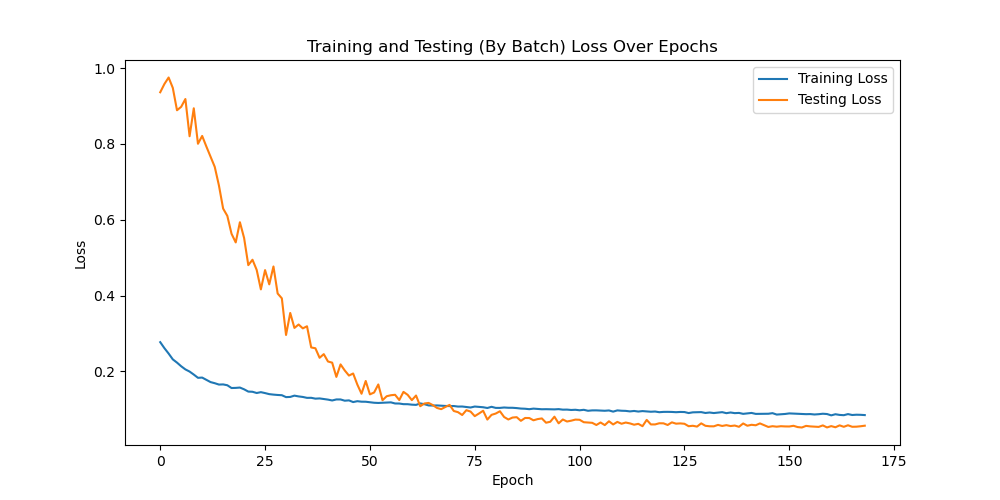 Training and Testing (By Batch) Loss Over Epochs
Training Loss
Testing Loss
1.0
0.8
0.6
0.4
0.2
Loss
0 25 50 75 100 125 150 175
Epoch